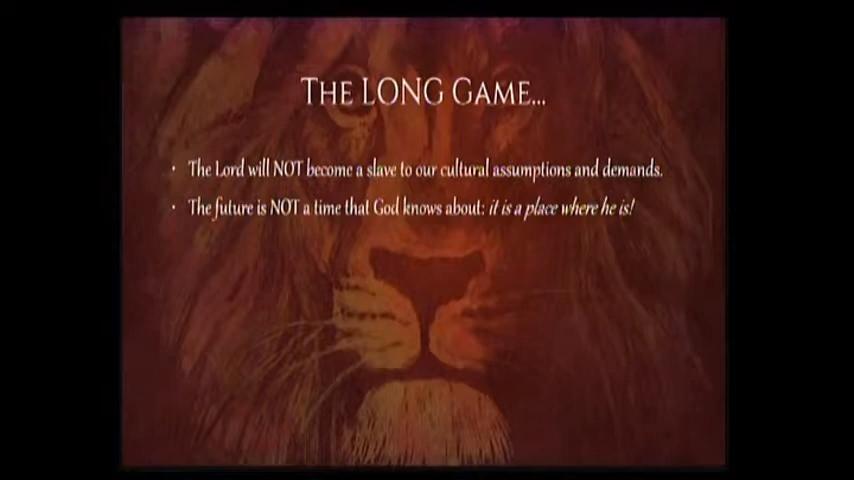 The LONG Game...
• The Lord will NOT become a slave to our cultural assumptions and demands.
• The future is NOT a time that God knows about: it is a place where he is!